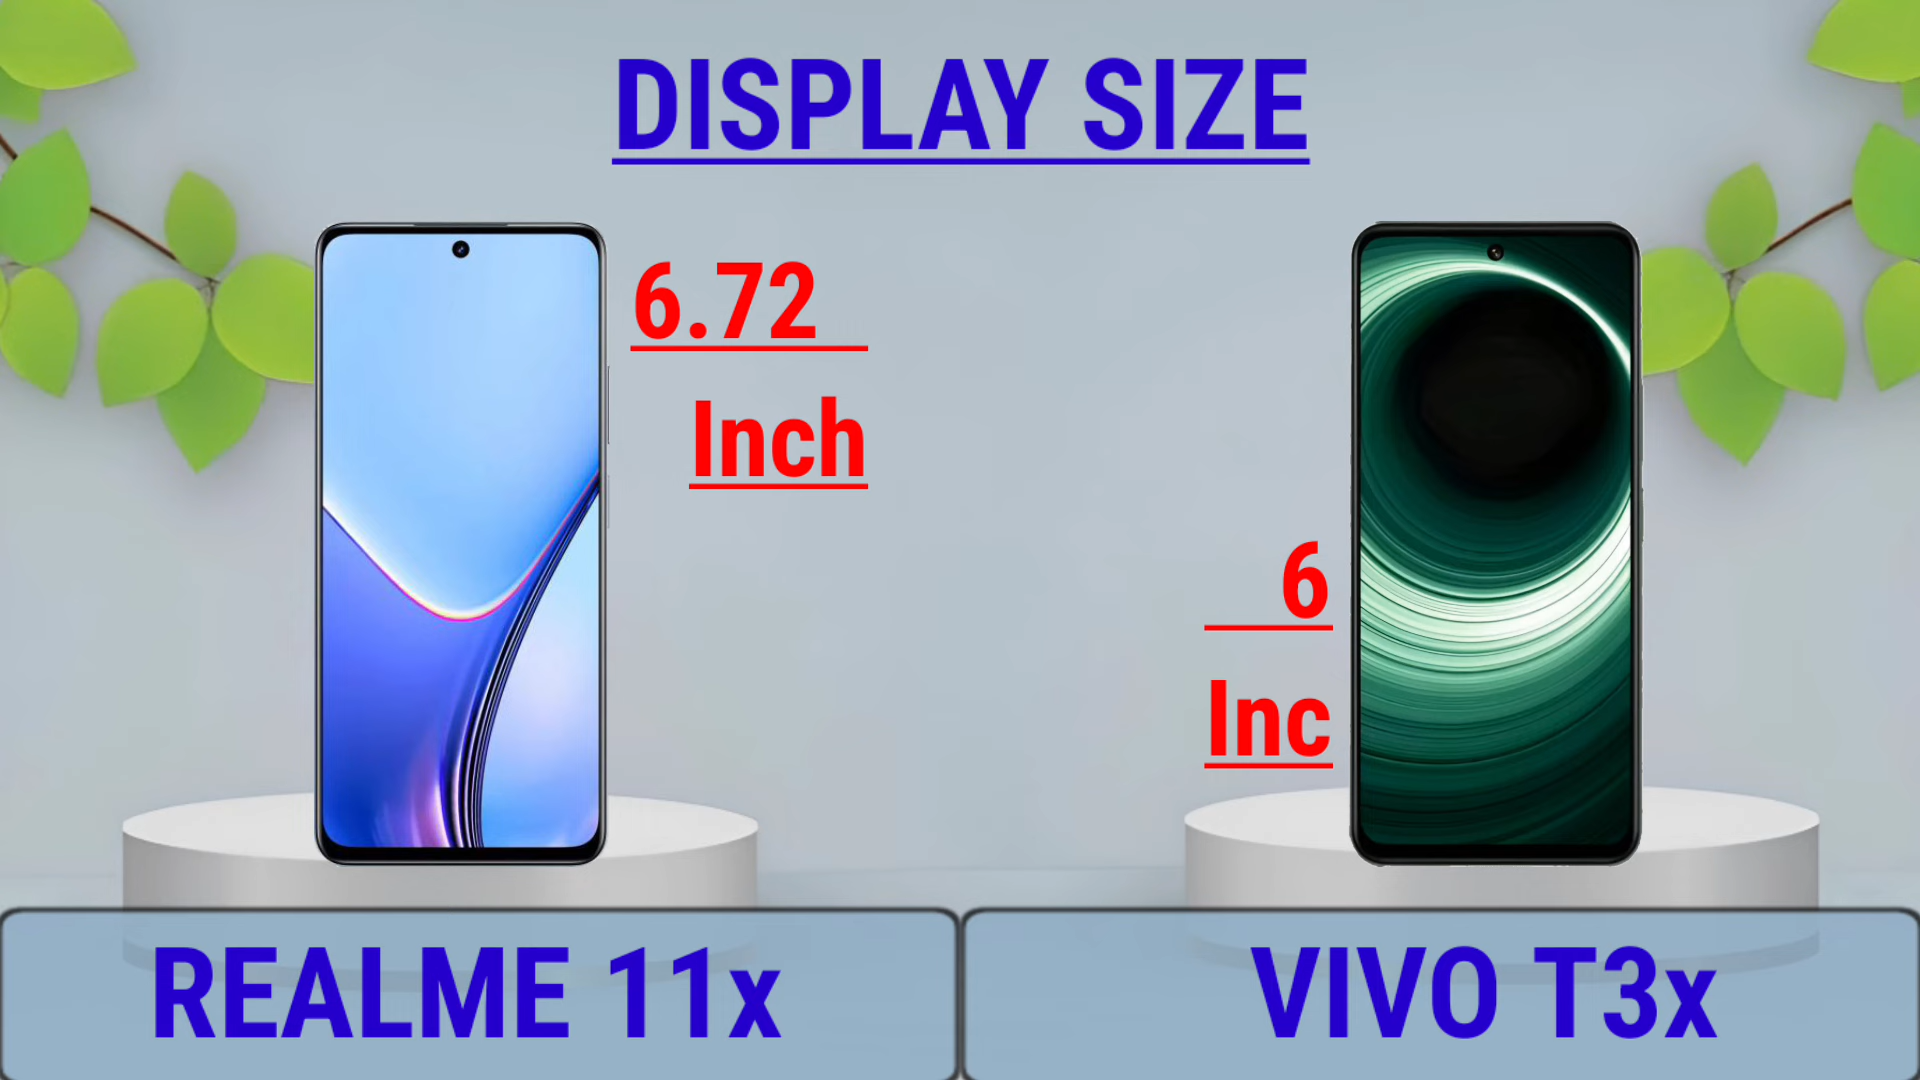 DISPLAY SIZE
6.72
Inch
6
Inc
REALME 11x
VIVO T3x